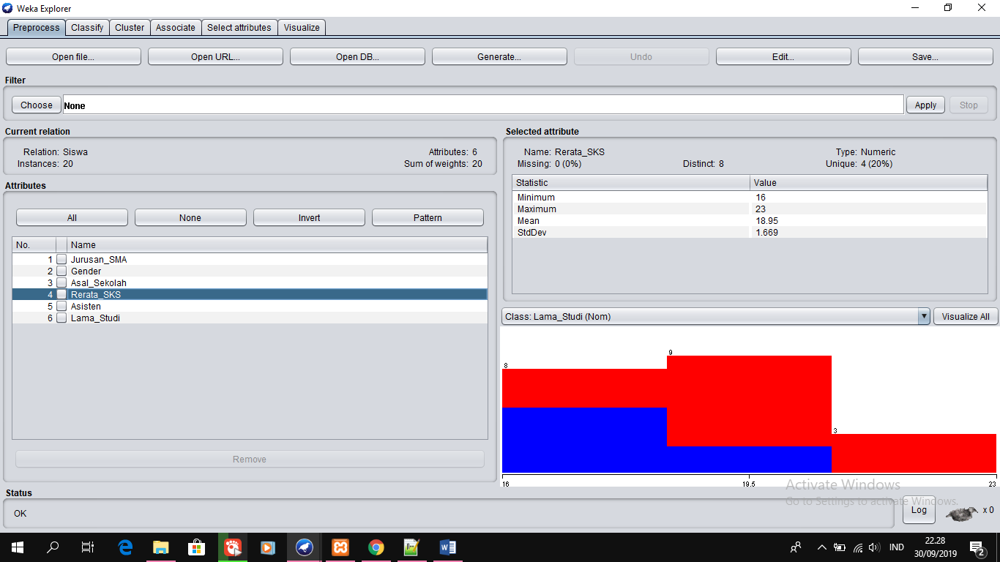 Weka Explorer
Preprocess Classify Cluster Associate Select attributes Visualize
Open file... Open URL... Open DB... Generate... Undo Edit... Save...
Filter
Choose None Apply Stop
Current relation
Relation: Siswa Attributes: 6
Instances: 20 Sum of weights: 20
Attributes
All None Invert Pattern
No. Name
1 Jurusan_SMA
2 Gender
3 Asal_Sekolah
4 Rerata_SKS
5 Asisten
6 Lama_Studi
Remove
Selected attribute
Name: Rerata_SKS Type: Numeric
Missing: 0 (0%) Distinct: 8 Unique: 4 (20%)
Statistic Value
Minimum 16
Maximum 23
Mean 18.95
StdDev 1.669
Class: Lama_Studi (Nom) Visualize All
8
9
3
16 19.5 23
Activate Windows
Go to Settings to activate Windows.
Status
OK
Log x 0
IND
22.28
30/09/2019
2